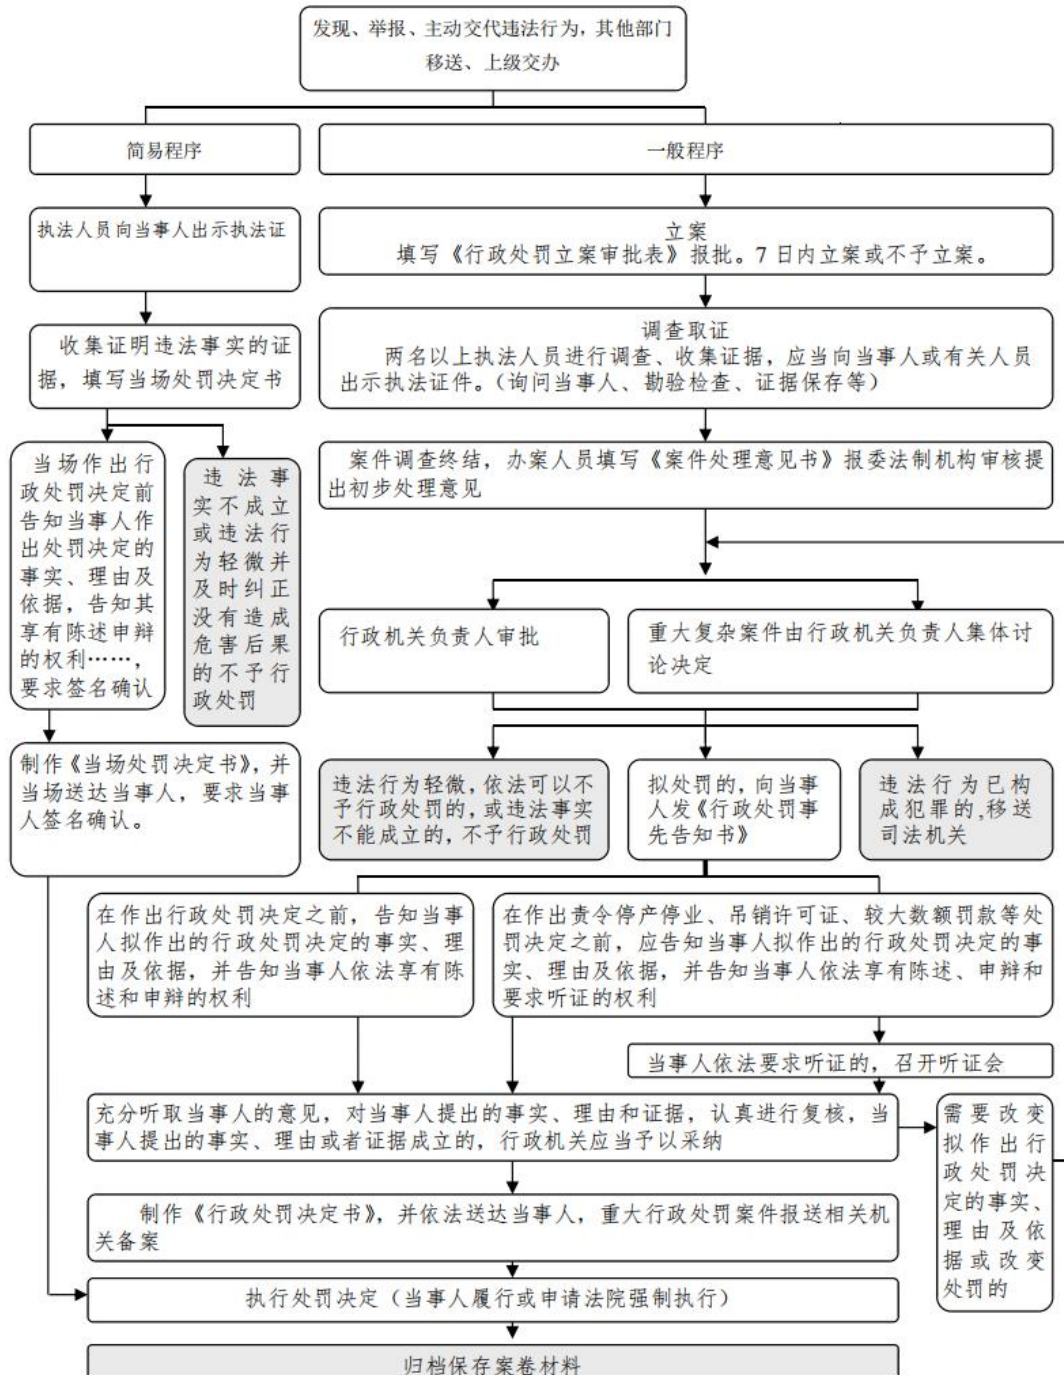 发现、举报、主动交代违法行为，其他部门
移送、上级交办
简易程序
一般程序
执法人员向当事人出示执法证
立案
填写《行政处罚立案审批表》报批。7 日内立案或不予立案。
收集证明违法事实的证
据，填写当场处罚决定书
调查取证
两名以上执法人员进行调查、收集证据，应当向当事人或有关人员
出示执法证件。（询问当事人、勘验检查、证据保存等）
案件调查终结，办案人员填写《案件处理意见书》报委法制机构审核提
出初步处理意见
当场作出行
政处罚决定前
告知当事人作
出处罚决定的
事实、理由及
依据，告知其
享有陈述申辩
的权利……，
要求签名确认
违法事
实不成立
或违法行
为轻微并
及时纠正
没有造成
危害后果
的不予行
政处罚
行政机关负责人审批
重大复杂案件由行政机关负责人集体讨
论决定
制作《当场处罚决定书》，并
当场送达当事人，要求当事
人签名确认。
违法行为轻微，依法可以不
予行政处罚的，或违法事实
不能成立的，不予行政处罚
拟处罚的，向当事
人发《行政处罚事
先告知书》
违法行为已构
成犯罪的,移送
司法机关
在作出行政处罚决定之前，告知当事
人拟作出的行政处罚决定的事实、理
由及依据，并告知当事人依法享有陈
述和申辩的权利
在作出责令停产停业、吊销许可证、较大数额罚款等处
罚决定之前，应告知当事人拟作出的行政处罚决定的事
实、理由及依据，并告知当事人依法享有陈述、申辩和
要求听证的权利
当事人依法要求听证的，召开听证会
充分听取当事人的意见，对当事人提出的事实、理由和证据，认真进行复核，当
事人提出的事实、理由或者证据成立的，行政机关应当予以采纳
需要改变
拟作出行
政处罚决
定的事实、
理由及依
据或改变
处罚的
制作《行政处罚决定书》，并依法送达当事人，重大行政处罚案件报送相关机
关备案
执行处罚决定（当事人履行或申请法院强制执行）
归档保存案卷材料